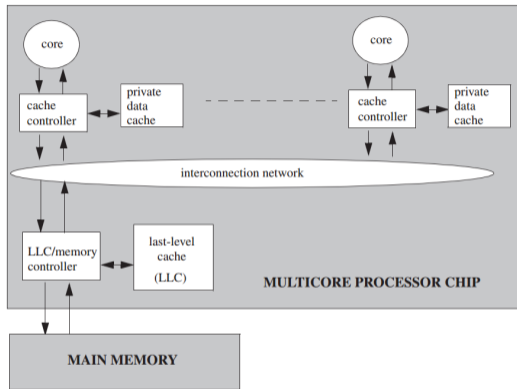 core
core
cache
controller
private
data
cache
cache
controller
private
data
cache
interconnection network
LLC/memory
controller
last-level
cache
(LLC)
MULTICORE PROCESSOR CHIP
MAIN MEMORY